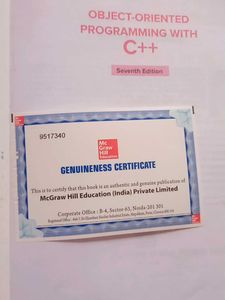 OBJECT-ORIENTED
PROGRAMMING WITH
C++
Seventh Edition
9517340
Mc
Graw
Hill
Education
GENUINENESS CERTIFICATE
This is to certify that this book is an authentic and genuine publication of
McGraw Hill Education (India) Private Limited
Corporate Office : B-4, Sector-63, Noida-201 301
Registered Office :